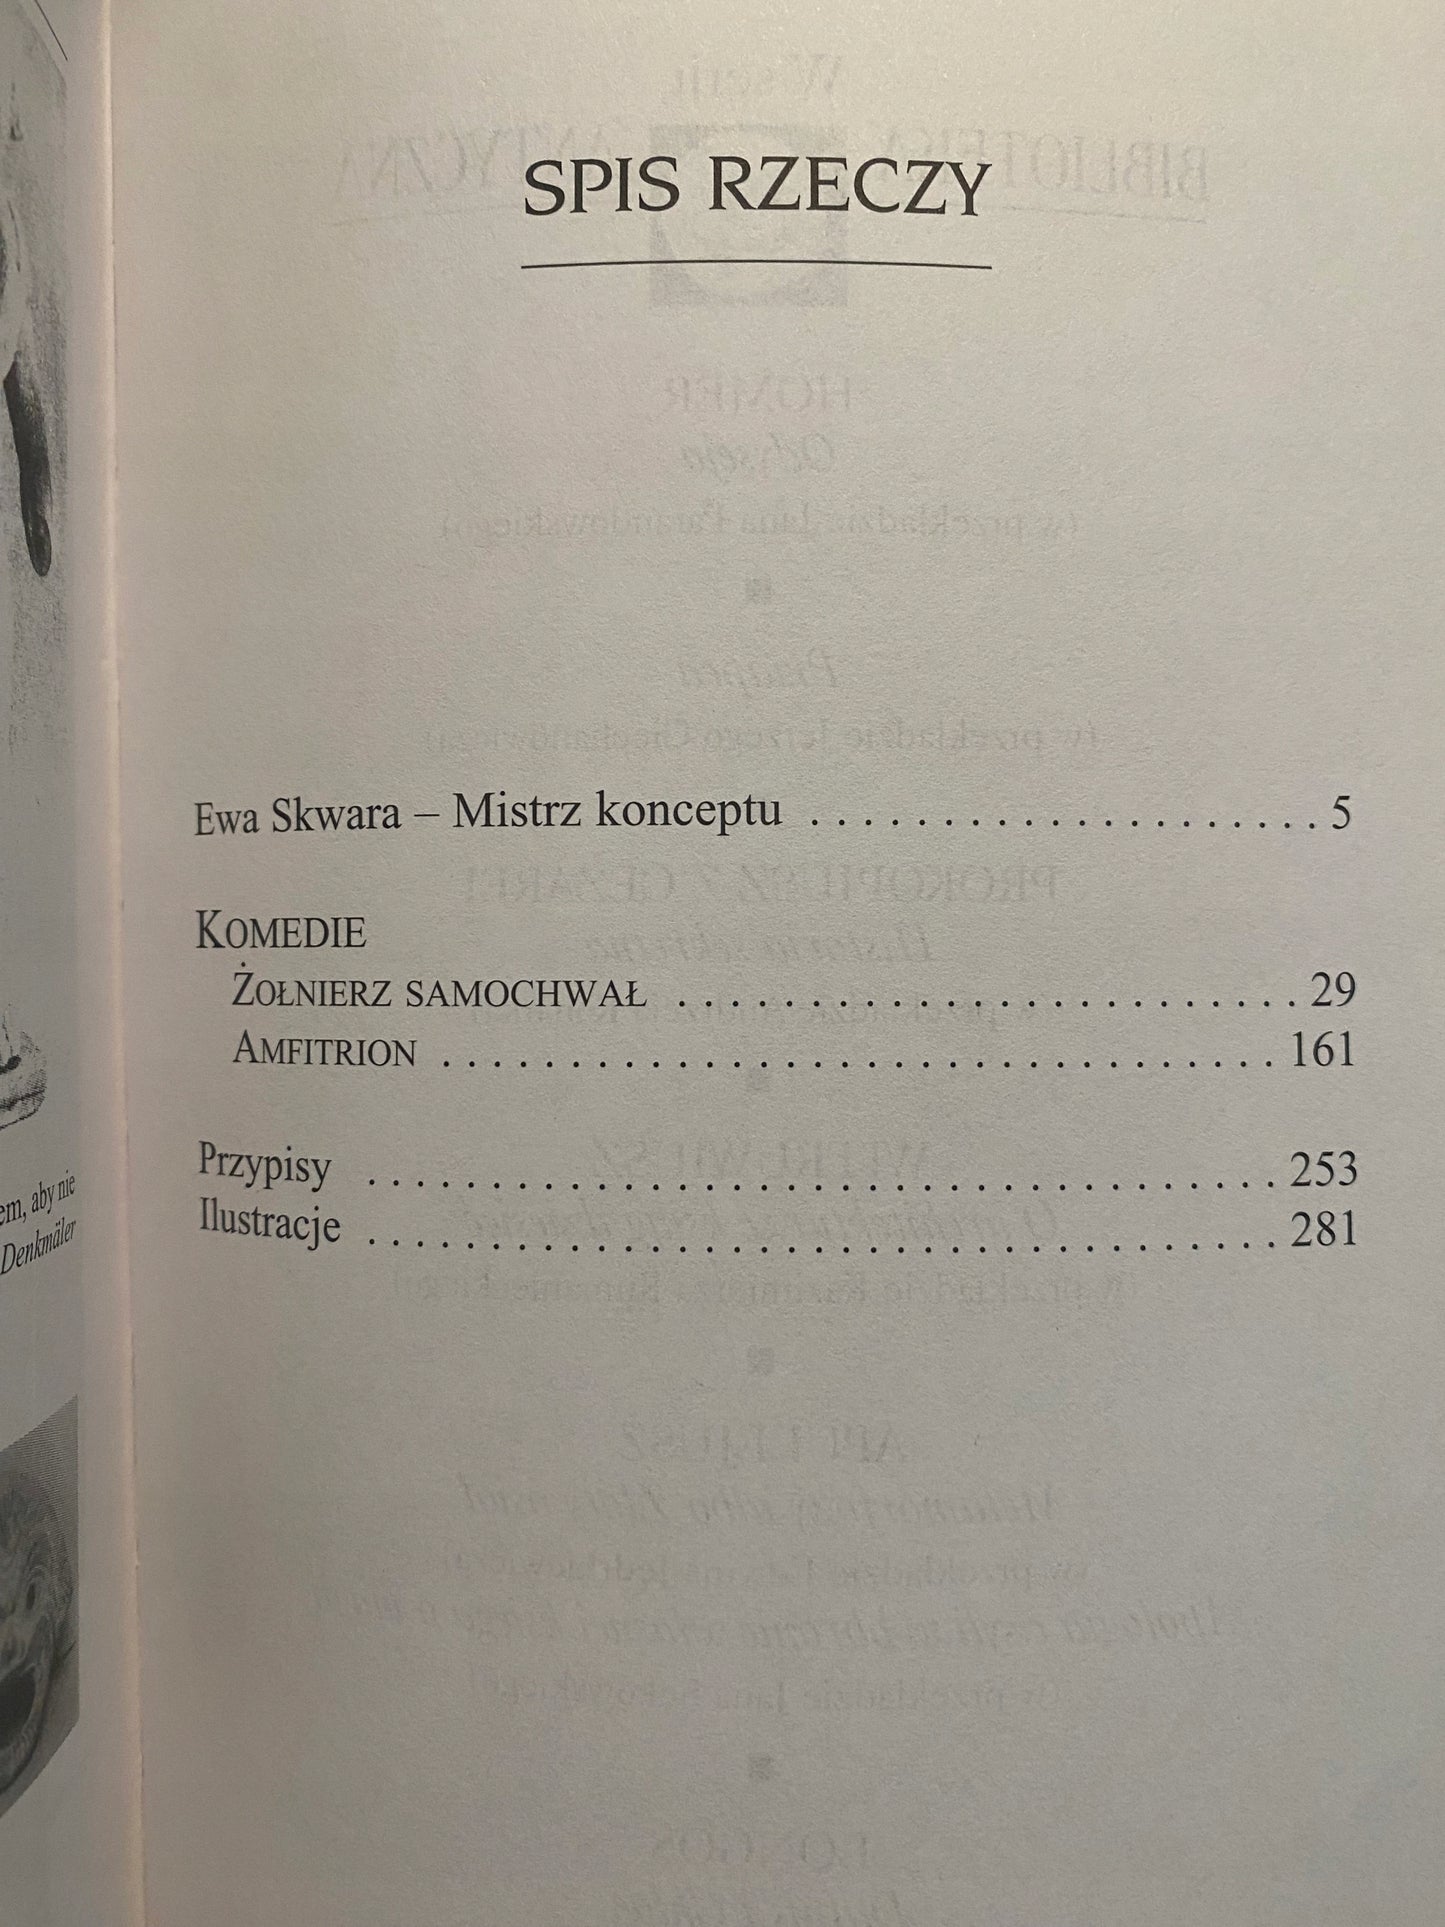 SPIS RZECZY
Ewa Skwara – Mistrz konceptu . . . . . . . . . . . . . . . . . . . . 5
KOMEDIE
ŻOŁNIERZ SAMOCHWAŁ . . . . . . . . . . . . . . . . . . . . . . . . 29
AMFITRION . . . . . . . . . . . . . . . . . . . . . . . . . . . . . . . . 161
Przypisy . . . . . . . . . . . . . . . . . . . . . . . . . . . . . . . . . . . 253
Ilustracje . . . . . . . . . . . . . . . . . . . . . . . . . . . . . . . . . . . 281
aby nie
Denkmäler